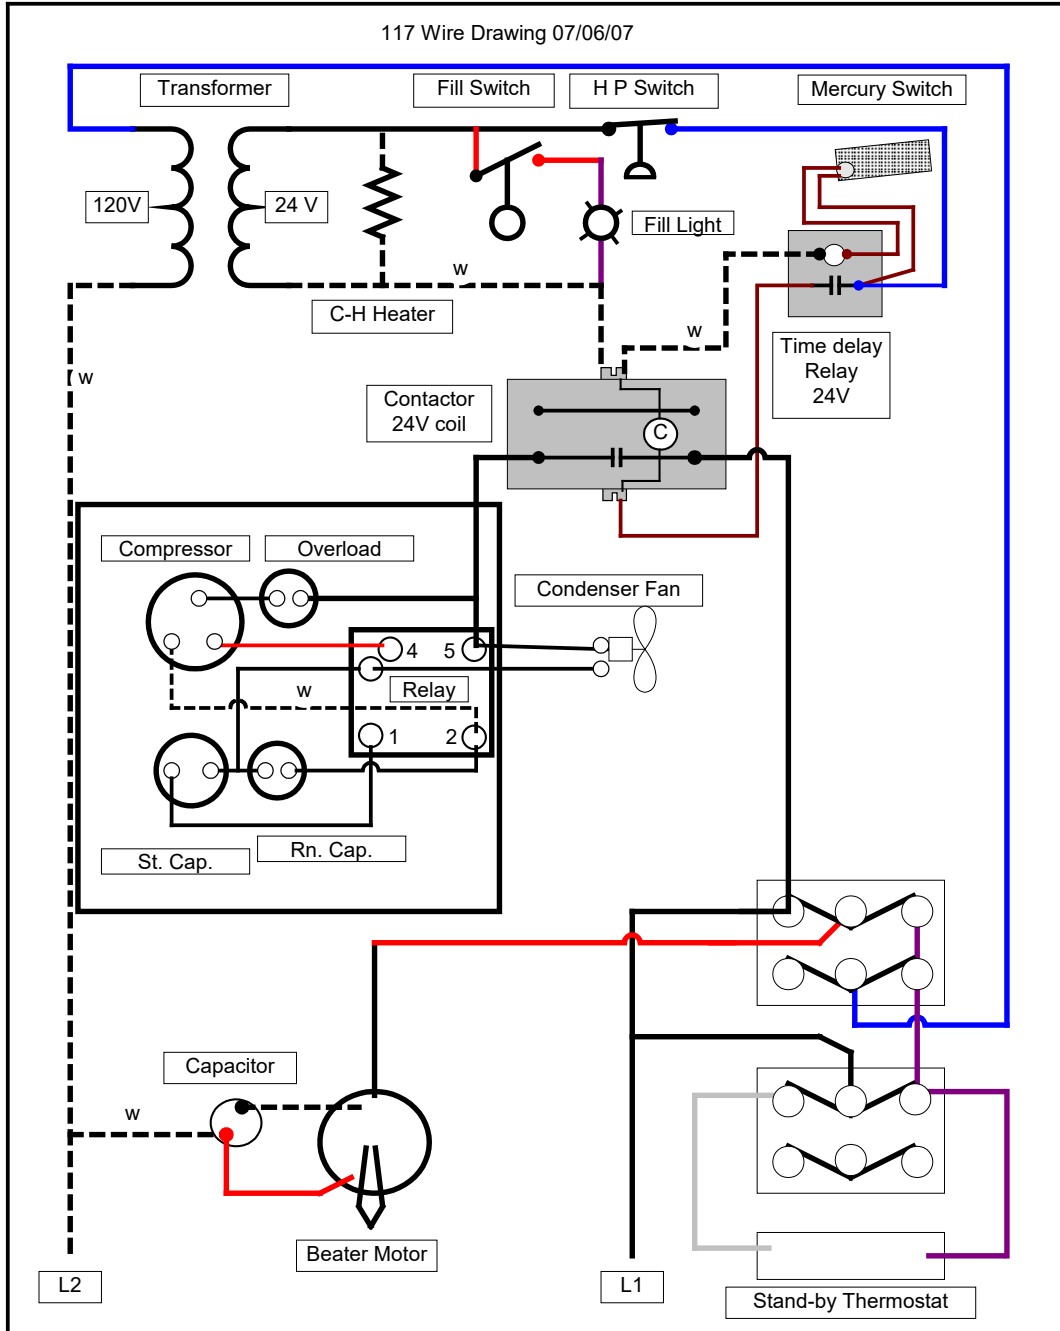 117 Wire Drawing 07/06/07
Transformer
Fill Switch
H P Switch
Mercury Switch
120V
24 V
Fill Light
W
C-H Heater
W
Time delay
Relay
24V
W
Contactor
24V coil
C
Compressor
Overload
Condenser Fan
4
5
W
Relay
1
2
St. Cap.
Rn. Cap.
Capacitor
W
Beater Motor
L2
L1
Stand-by Thermostat